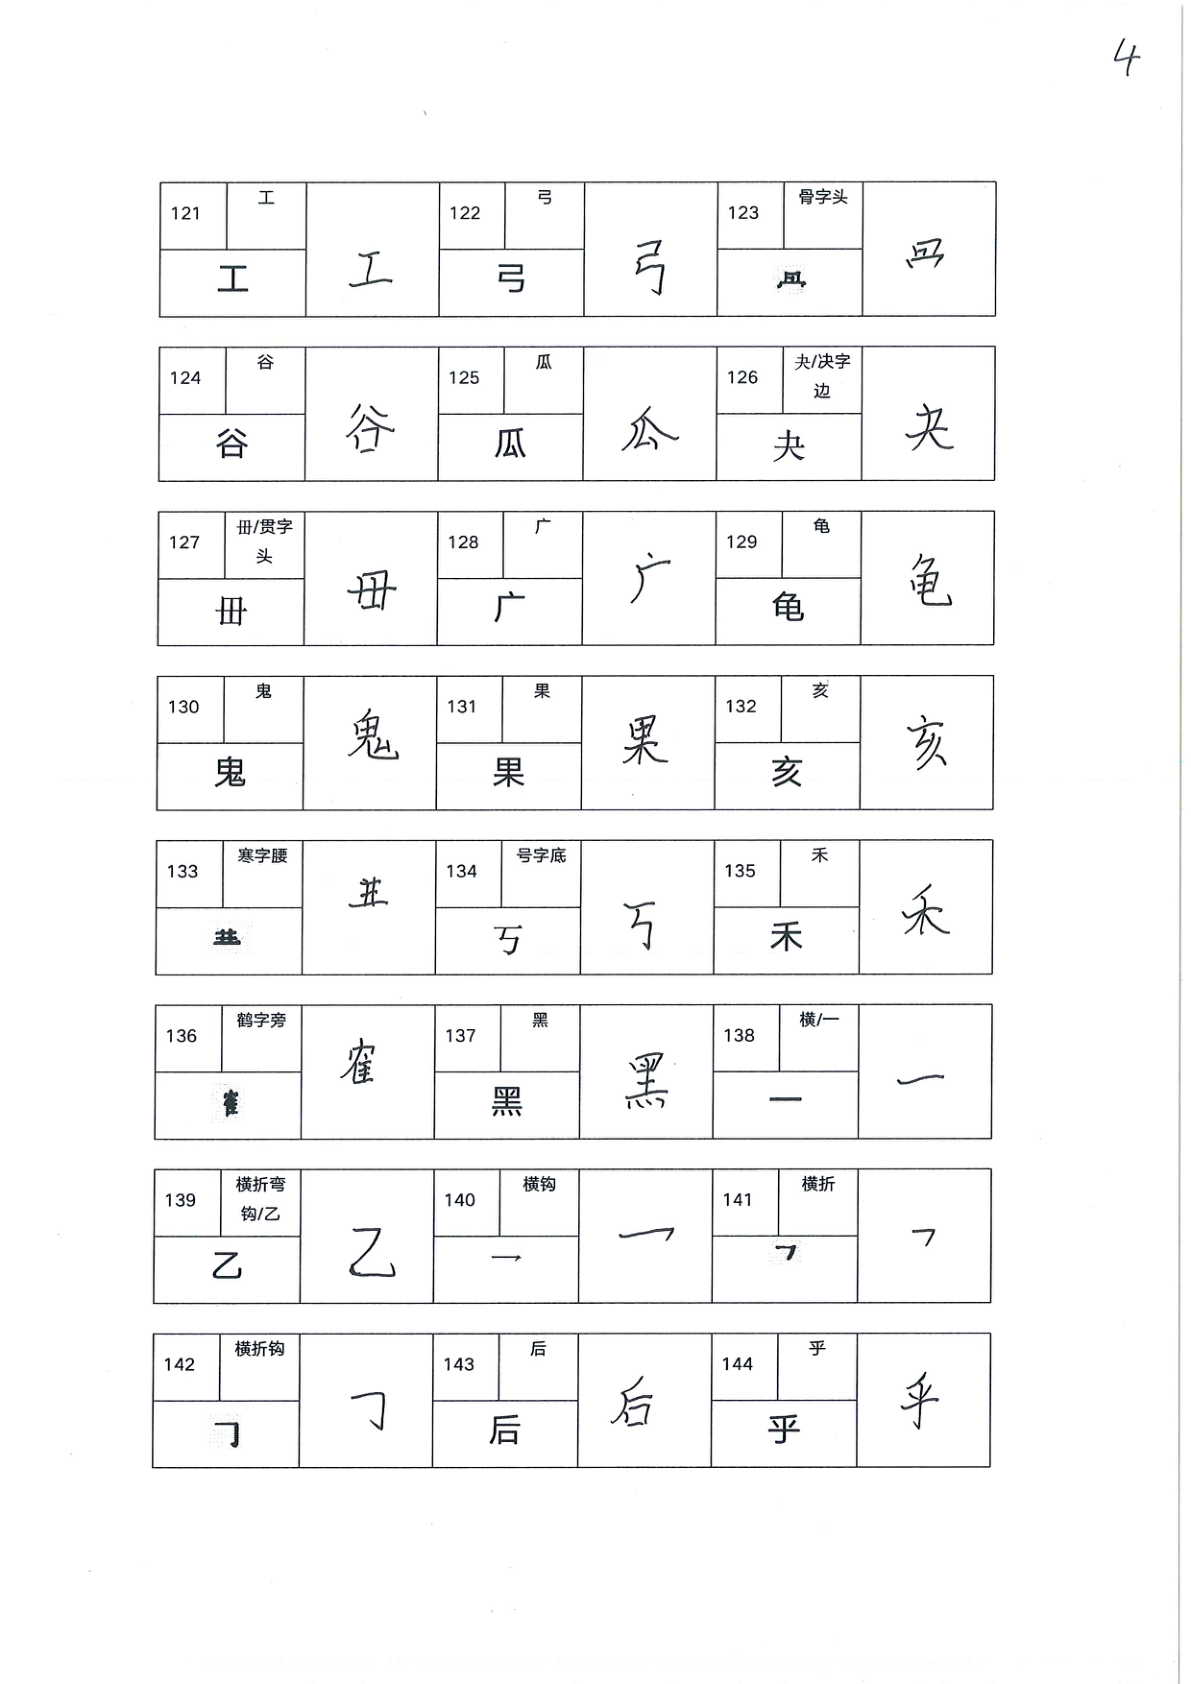 4
121 工 工 工 122 弓 弓 弓 123 骨字头
124 谷 谷 谷 125 瓜 瓜 瓜 126 夬/决字边 夬 夬
127 毌/贯字头 毌 毌 128 广 广 广 129 龟 龟 龟
130 鬼 鬼 鬼 131 果 果 果 132 亥 亥 亥
133 寒字腰 134 号字底 丂 丂 135 禾 禾 禾
136 鹤字旁 隺 隺 137 黑 黑 黑 138 横/一 一 一
139 横折弯钩/乙 乙 乙 140 横钩 乛 乛 141 横折 ㇕ ㇕
142 横折钩 𠃌 𠃌 143 后 后 后 144 乎 乎 乎